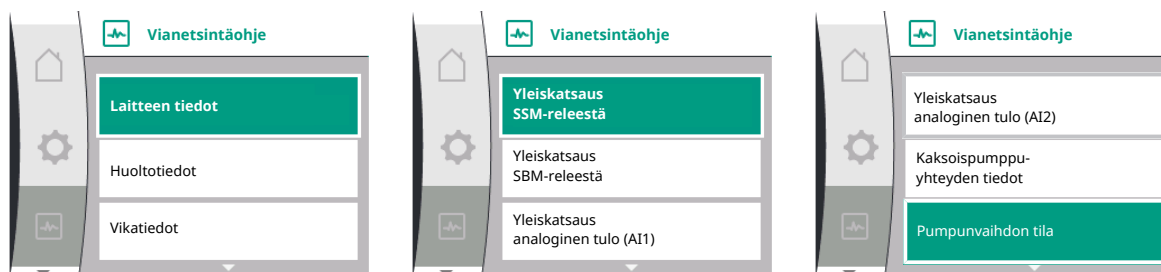 Vianetsintäohje
Laitteen tiedot
Huoltotiedot
Vikatiedot
Vianetsintäohje
Yleiskatsaus
SSM-releestä
Yleiskatsaus
SBM-releestä
Yleiskatsaus
analoginen tulo (AI1)
Vianetsintäohje
Yleiskatsaus
analoginen tulo (AI2)
Kaksoispumppu-
yhteyden tiedot
Pumpunvaihdon tila